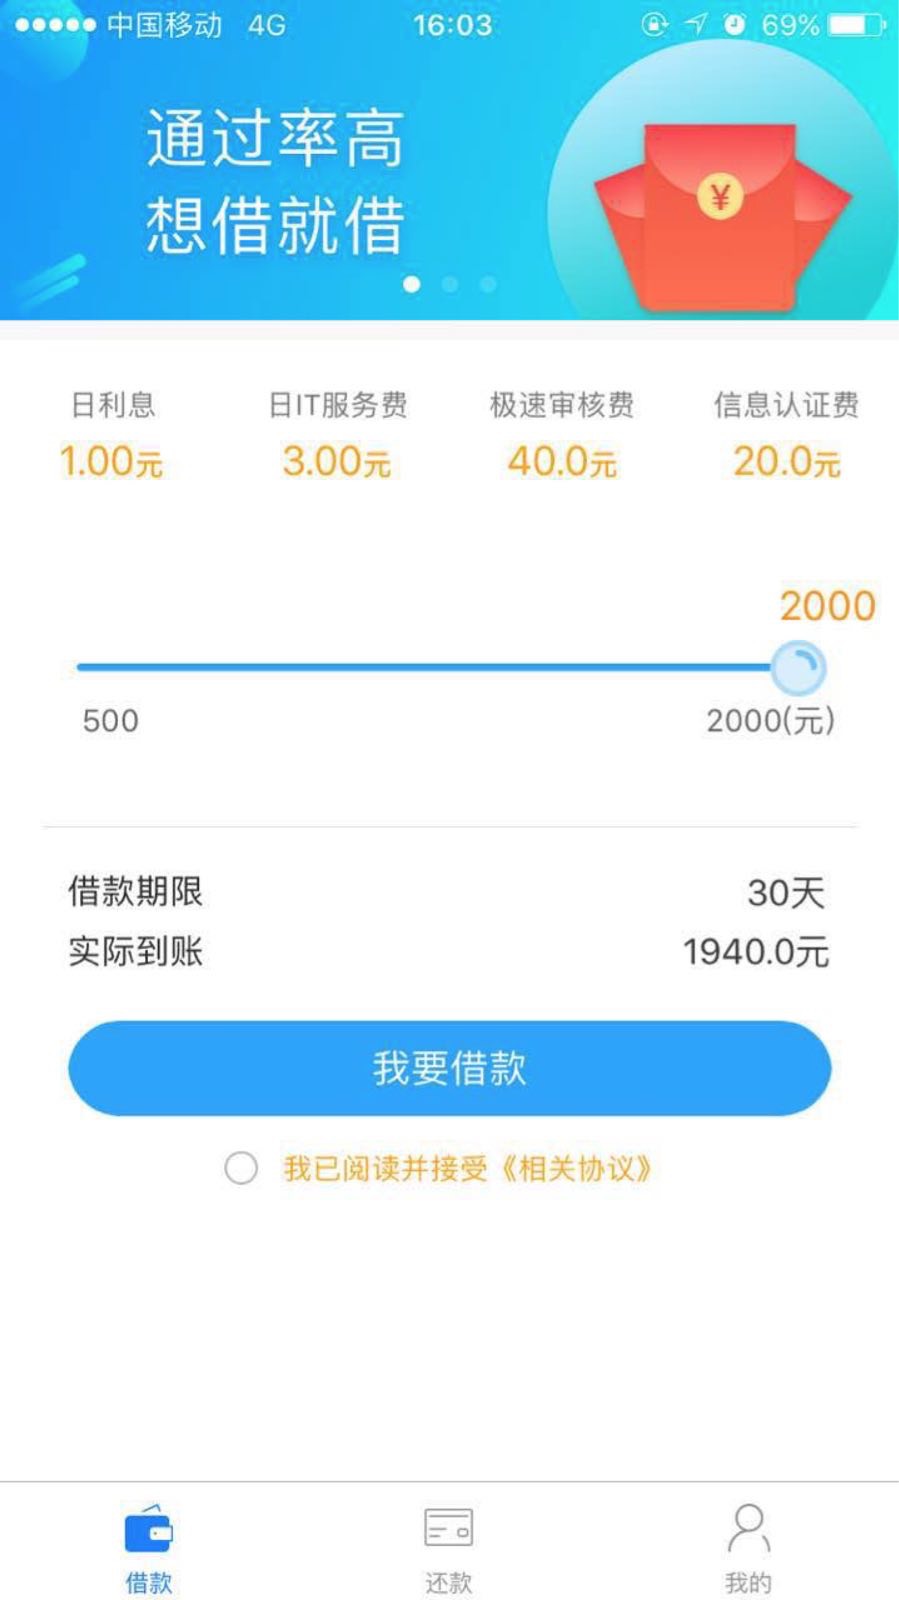 中国移动 4G 16:03 69%
通过率高
想借就借
¥
日利息 日IT服务费 极速审核费 信息认证费
1.00元 3.00元 40.0元 20.0元
2000
500 2000(元)
借款期限 30天
实际到账 1940.0元
我要借款
我已阅读并接受《相关协议》
借款 还款 我的